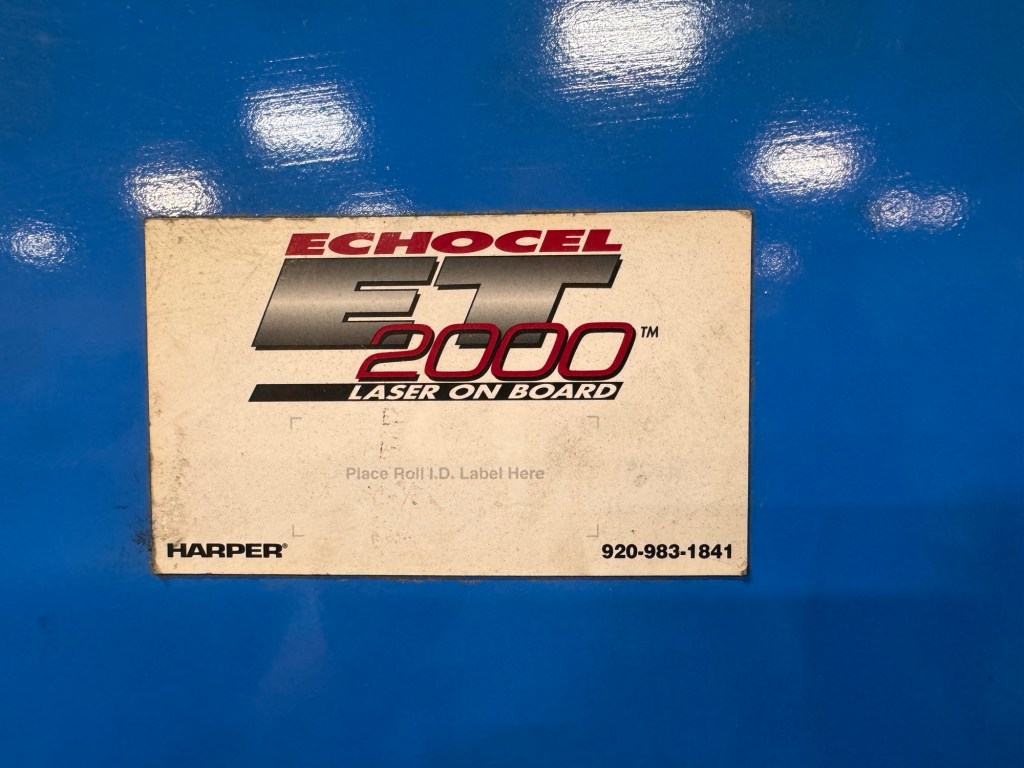 ECHOCEL
ET
2000™
LASER ON BOARD
Place Roll I.D. Label Here
HARPER®
920-983-1841